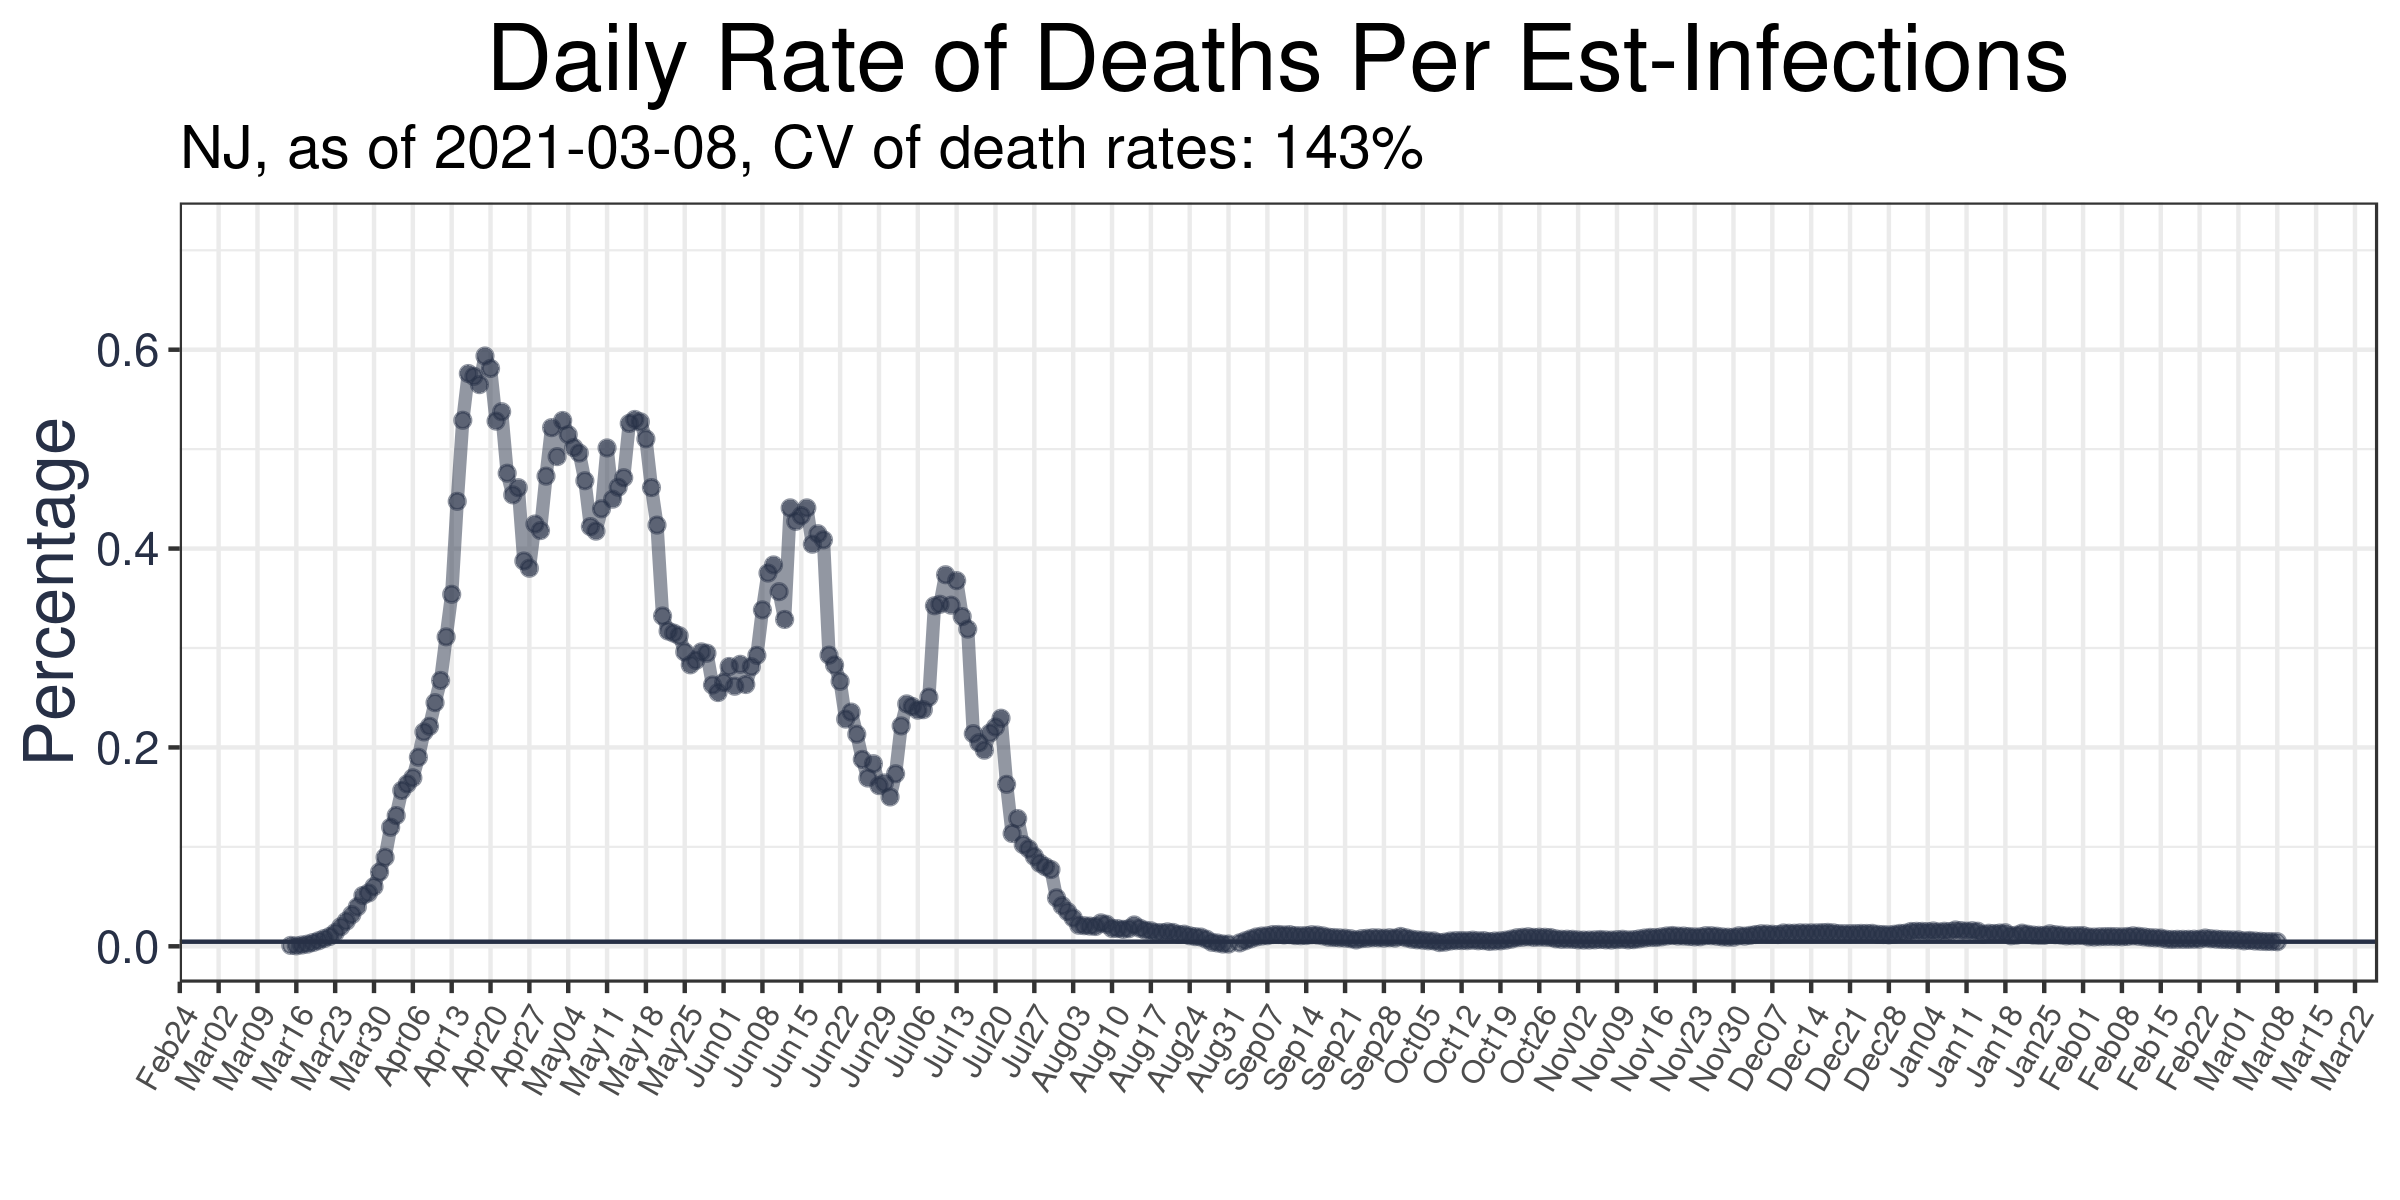 Daily Rate of Deaths Per Est-Infections
NJ, as of 2021-03-08, CV of death rates: 143%
Percentage
0.6
0.4
0.2
0.0
Feb24 Mar02 Mar09 Mar16 Mar23 Mar30 Apr06 Apr13 Apr20 Apr27 May04 May11 May18 May25 Jun01 Jun08 Jun15 Jun22 Jun29 Jul06 Jul13 Jul20 Jul27 Aug03 Aug10 Aug17 Aug24 Aug31 Sep07 Sep14 Sep21 Sep28 Oct05 Oct12 Oct19 Oct26 Nov02 Nov09 Nov16 Nov23 Nov30 Dec07 Dec14 Dec21 Dec28 Jan04 Jan11 Jan18 Jan25 Feb01 Feb08 Feb15 Feb22 Mar01 Mar08 Mar15 Mar22